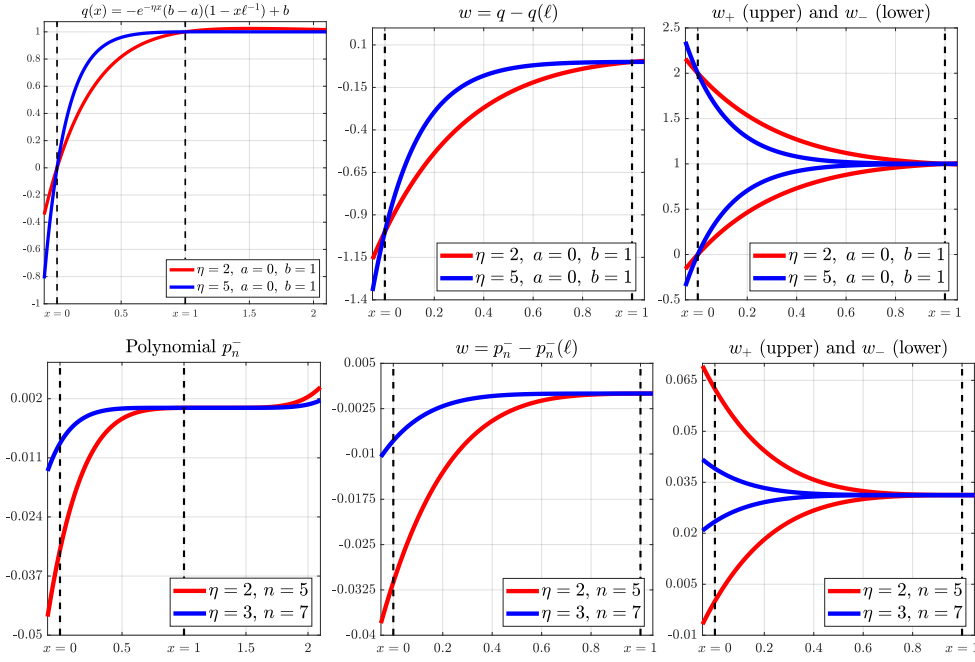 q(x) = −e^{−ηx}(b − a)(1 − xℓ^{−1}) + b
1
0.8
0.6
0.4
0.2
0
-0.2
-0.4
-0.6
-0.8
-1
x = 0
0.5
x = 1
1.5
2
η = 2, a = 0, b = 1
η = 5, a = 0, b = 1
w = q − q(ℓ)
0.1
-0.15
-0.4
-0.65
-0.9
-1.15
-1.4
x = 0
0.2
0.4
0.6
0.8
x = 1
η = 2, a = 0, b = 1
η = 5, a = 0, b = 1
w₊ (upper) and w₋ (lower)
2.5
2
1.5
1
0.5
0
-0.5
x = 0
0.2
0.4
0.6
0.8
x = 1
η = 2, a = 0, b = 1
η = 5, a = 0, b = 1
Polynomial p_n^−
0.002
-0.011
-0.024
-0.037
-0.05
x = 0
0.5
x = 1
1.5
2
η = 2, n = 5
η = 3, n = 7
w = p_n^− − p_n^−(ℓ)
0.005
-0.0025
-0.01
-0.0175
-0.025
-0.0325
-0.04
x = 0
0.2
0.4
0.6
0.8
x = 1
η = 2, n = 5
η = 3, n = 7
w₊ (upper) and w₋ (lower)
0.065
0.05
0.035
0.02
0.005
-0.01
x = 0
0.2
0.4
0.6
0.8
x = 1
η = 2, n = 5
η = 3, n = 7